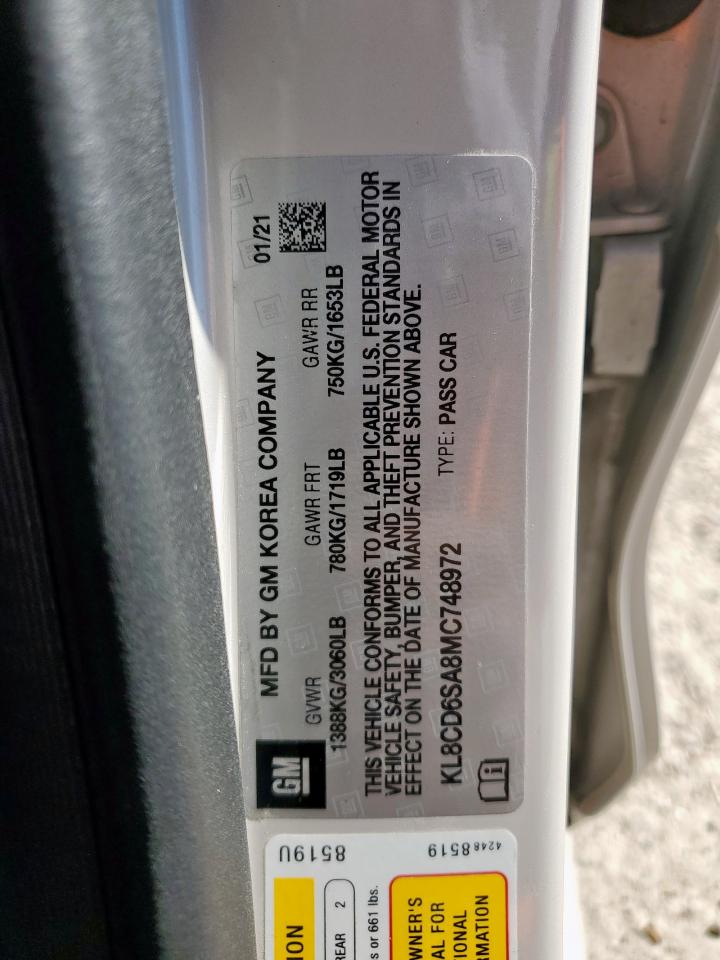 MFD BY GM KOREA COMPANY 01/21
GM
GVWR GAWR FRT GAWR RR
1388KG/3060LB 780KG/1719LB 750KG/1653LB
THIS VEHICLE CONFORMS TO ALL APPLICABLE U.S. FEDERAL MOTOR
VEHICLE SAFETY, BUMPER, AND THEFT PREVENTION STANDARDS IN
EFFECT ON THE DATE OF MANUFACTURE SHOWN ABOVE.
KL8CD6SA8MC748972 TYPE: PASS CAR
8519U
42488519
ION
REAR 2
s or 661 lbs.
WNER'S
AL FOR
TIONAL
RMATION